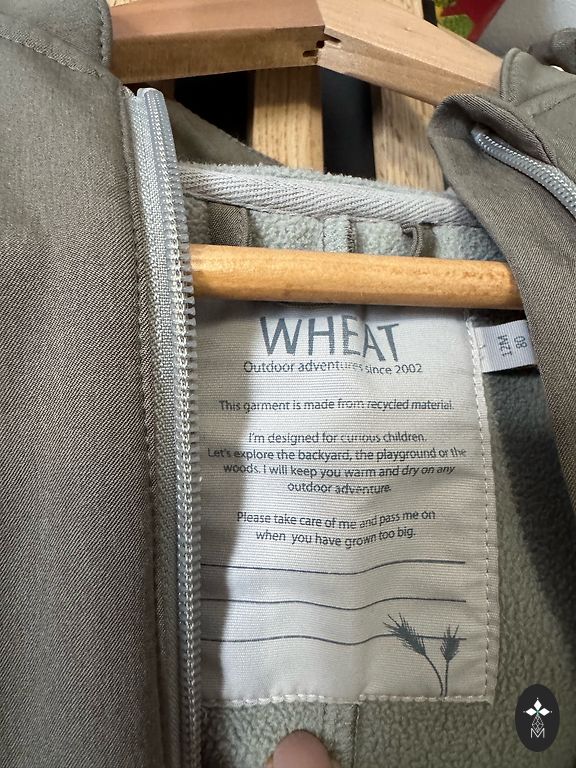 WHEAT
Outdoor adventures since 2002
This garment is made from recycled material.
I'm designed for curious children.
Let's explore the backyard, the playground or the
woods. I will keep you warm and dry on any
outdoor adventure.
Please take care of me and pass me on
when you have grown too big.
12M
80
M